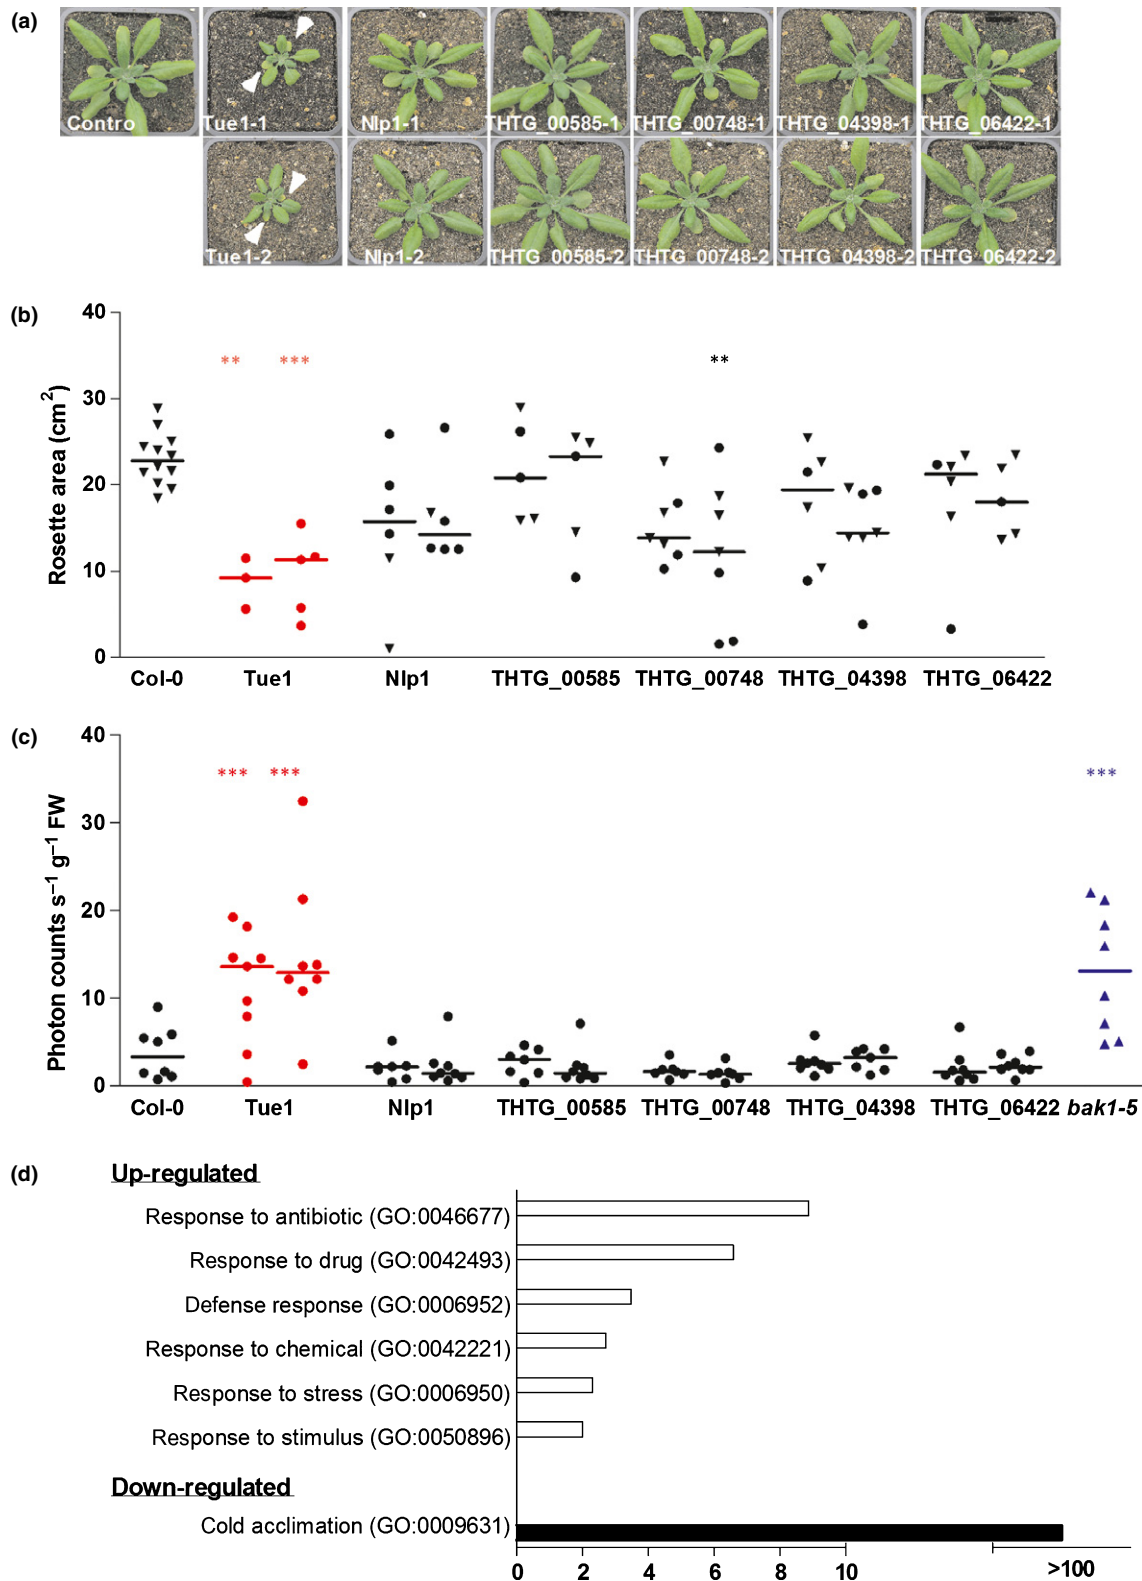 (a)
Contro Tue1-1 Nlp1-1 THTG_00585-1 THTG_00748-1 THTG_04398-1 THTG_06422-1
Tue1-2 Nlp1-2 THTG_00585-2 THTG_00748-2 THTG_04398-2 THTG_06422-2
(b)
Rosette area (cm²)
40
** *** **
30
20
10
0
Col-0 Tue1 Nlp1 THTG_00585 THTG_00748 THTG_04398 THTG_06422
(c)
Photon counts s⁻¹ g⁻¹ FW
40
*** *** ***
30
20
10
0
Col-0 Tue1 Nlp1 THTG_00585 THTG_00748 THTG_04398 THTG_06422 bak1-5
(d)
Up-regulated
Response to antibiotic (GO:0046677)
Response to drug (GO:0042493)
Defense response (GO:0006952)
Response to chemical (GO:0042221)
Response to stress (GO:0006950)
Response to stimulus (GO:0050896)
Down-regulated
Cold acclimation (GO:0009631)
0 2 4 6 8 10 >100